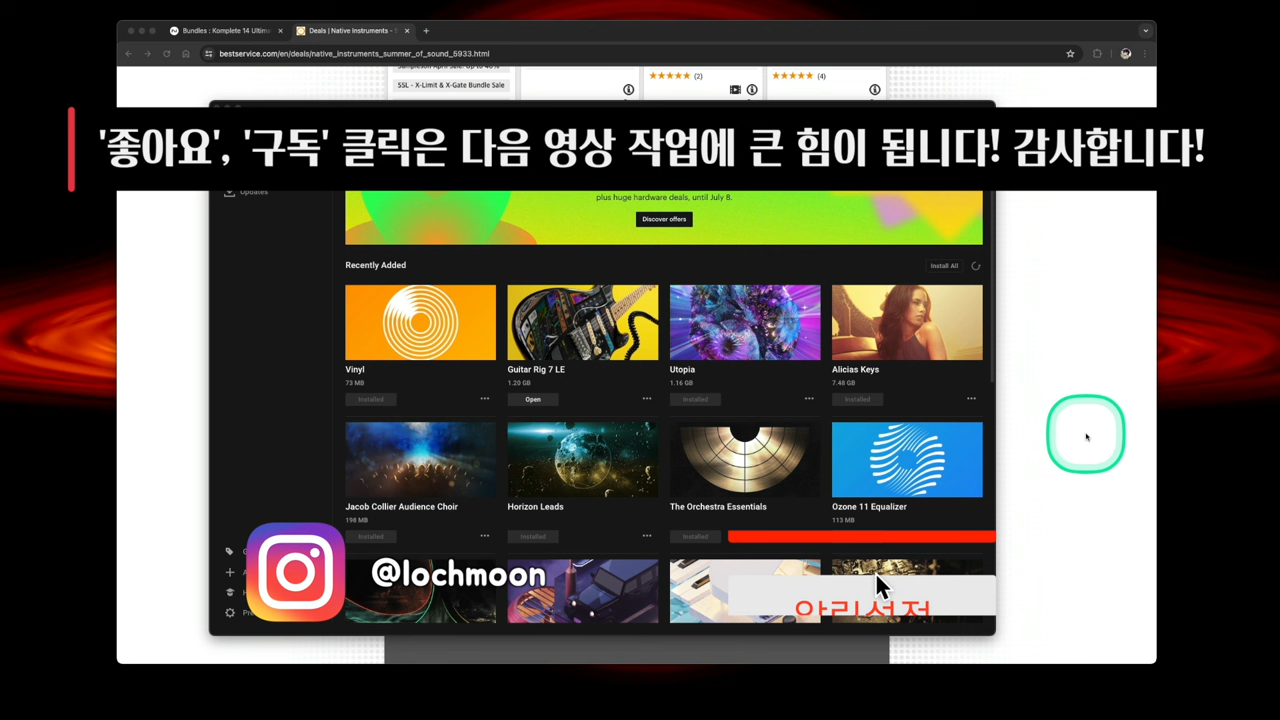 Bundles : Komplete 14 Ultim
Deals | Native Instruments - S
bestservice.com/en/deals/native_instruments_summer_of_sound_5933.html
SSL - X-Limit & X-Gate Bundle Sale
(2)
(4)
'좋아요', '구독' 클릭은 다음 영상 작업에 큰 힘이 됩니다! 감사합니다!
Updates
plus huge hardware deals, until July 8.
Discover offers
Recently Added
Install All
Vinyl
73 MB
Installed
Guitar Rig 7 LE
1.20 GB
Open
Utopia
1.16 GB
Installed
Alicias Keys
7.48 GB
Installed
Jacob Collier Audience Choir
198 MB
Installed
Horizon Leads
Installed
The Orchestra Essentials
Installed
Ozone 11 Equalizer
113 MB
@lochmoon
알림설정